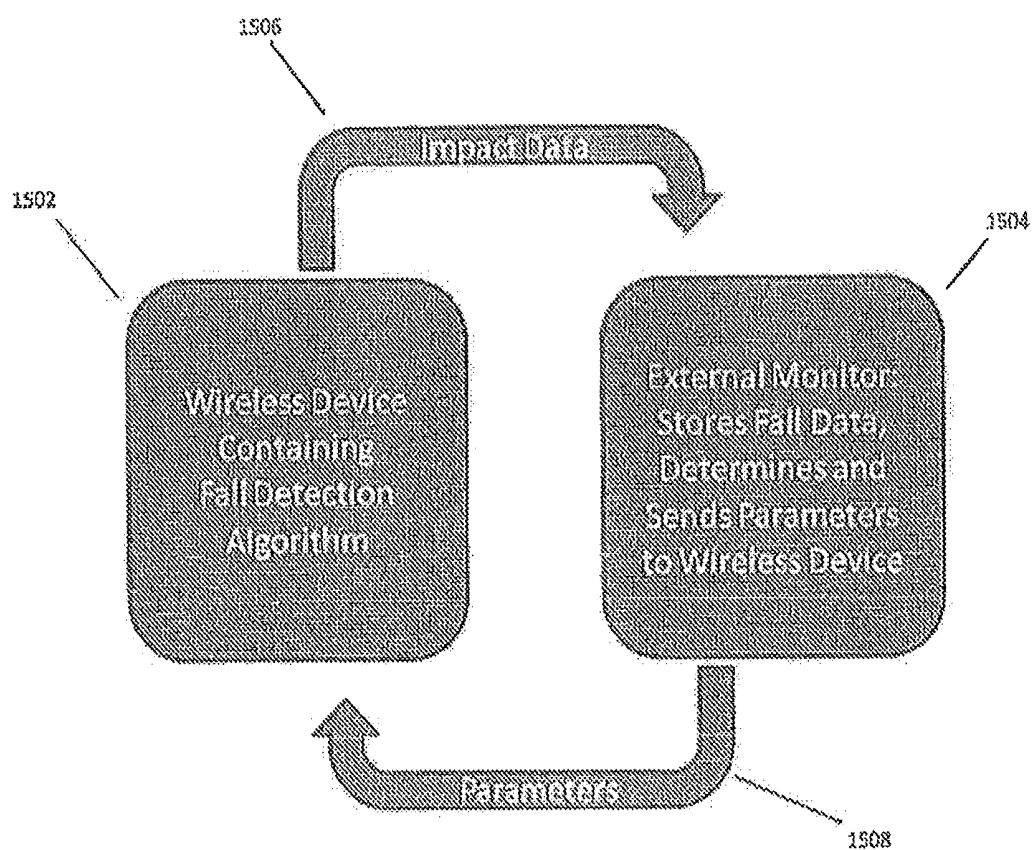 1506
Impact Data
1502
1504
Wireless Device
Containing
Fall Detection
Algorithm
External Monitor:
Stores Fall Data,
Determines and
Sends Parameters
to Wireless Device
Parameters
1508